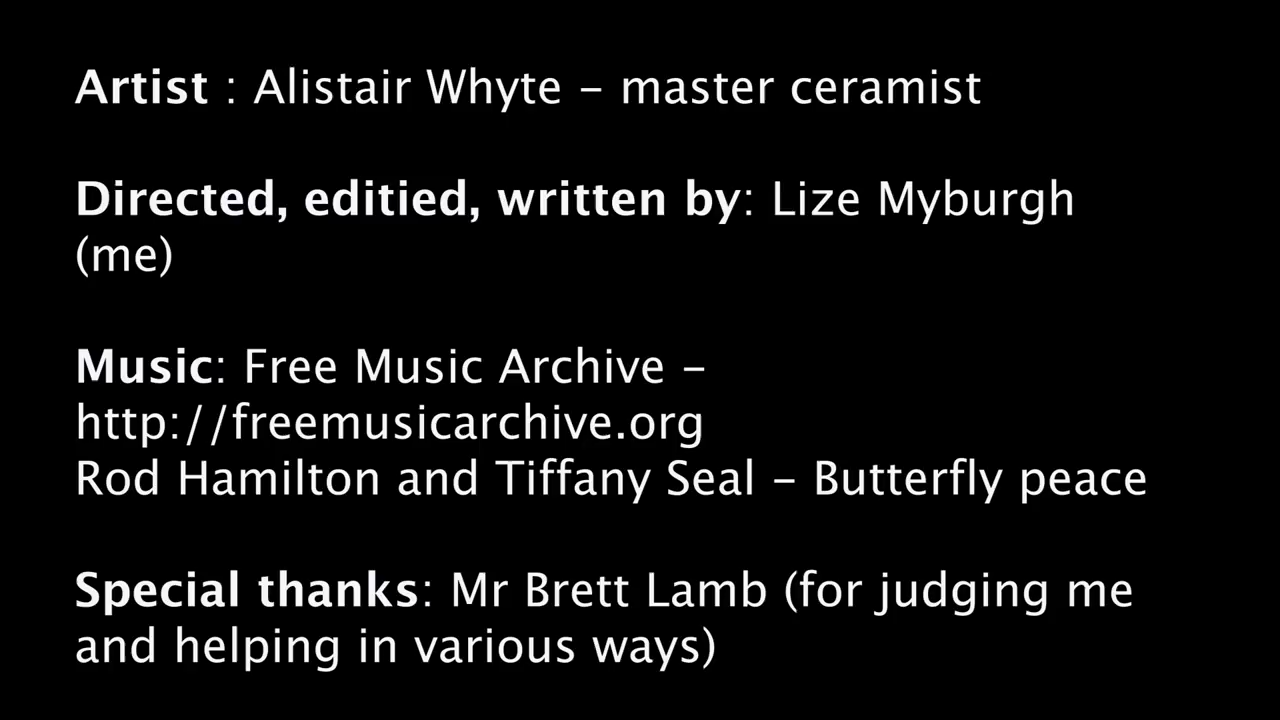 Artist : Alistair Whyte – master ceramist
Directed, editied, written by: Lize Myburgh
(me)
Music: Free Music Archive –
http://freemusicarchive.org
Rod Hamilton and Tiffany Seal – Butterfly peace
Special thanks: Mr Brett Lamb (for judging me
and helping in various ways)